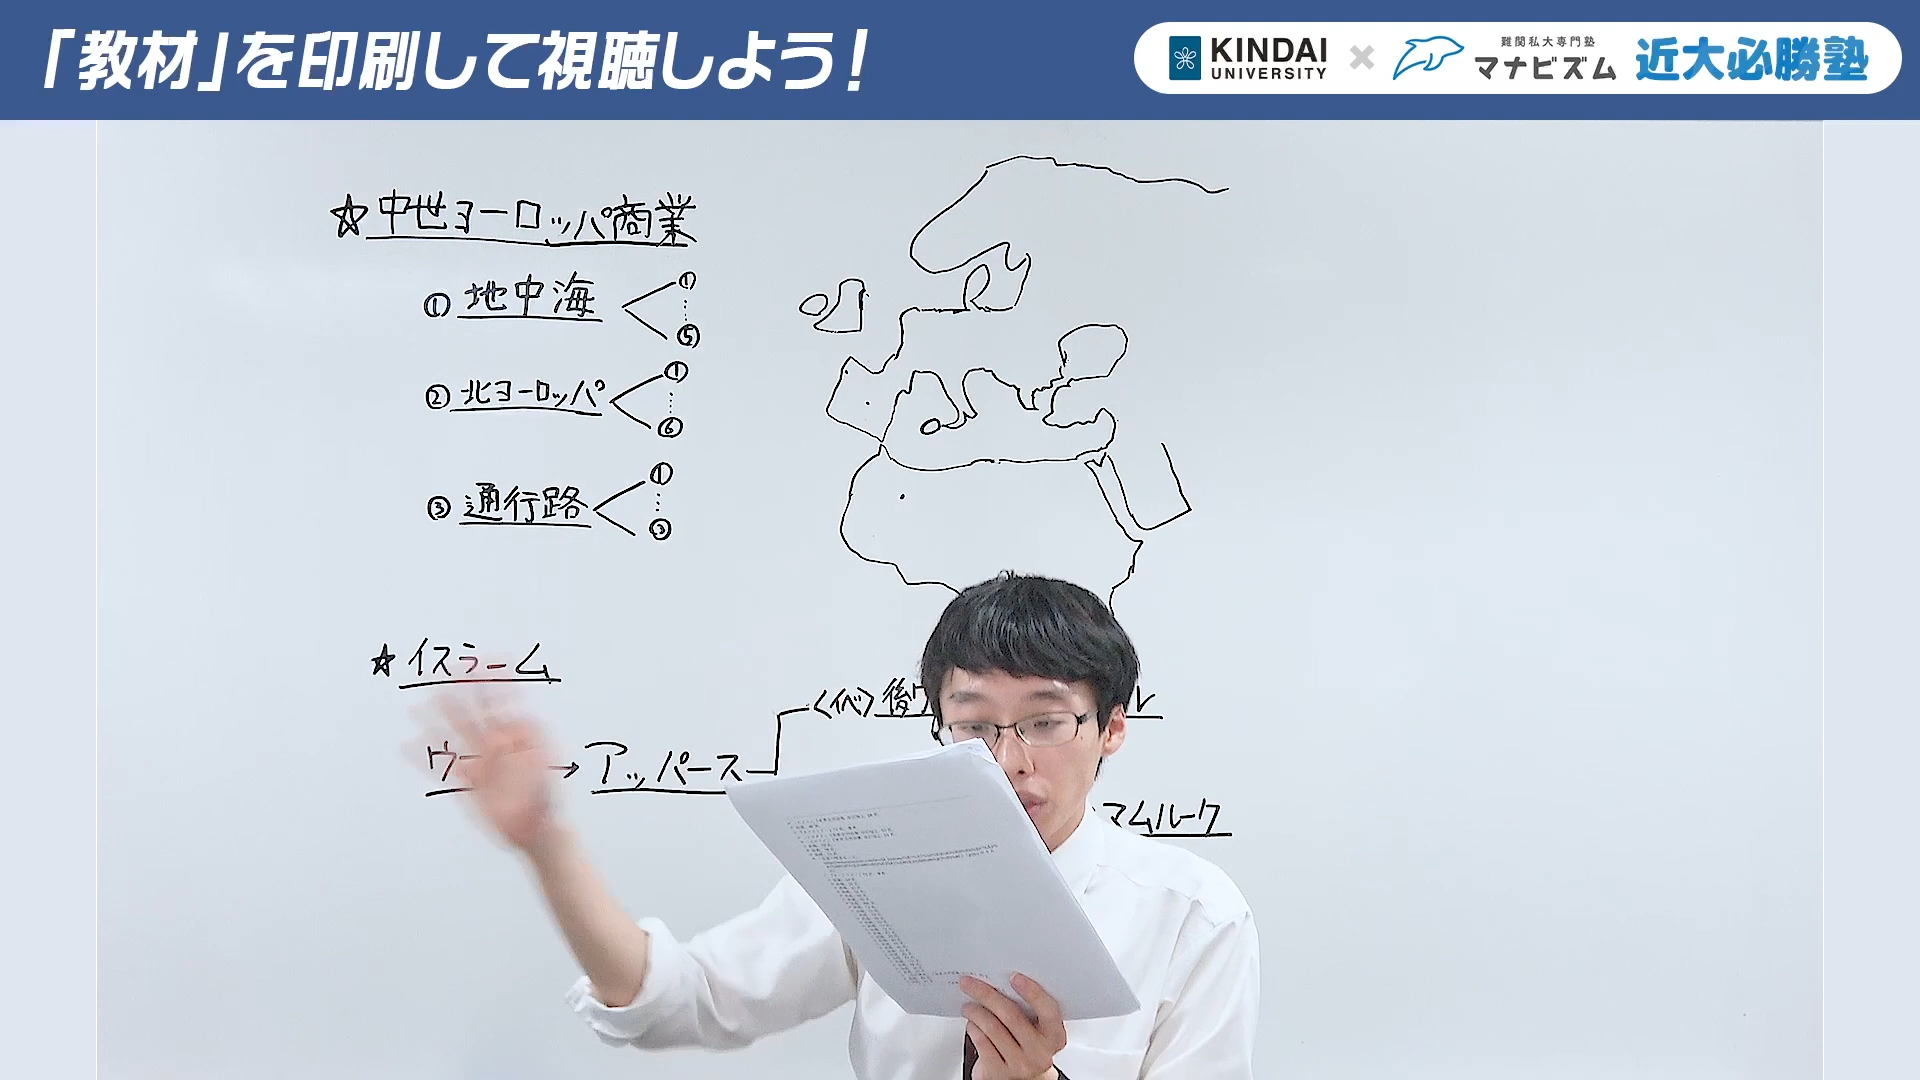 「教材」を印刷して視聴しよう!
KINDAI UNIVERSITY × 難関私大専門塾 マナビズム 近大必勝塾
☆中世ヨーロッパ商業
① 地中海 ① ⑤
② 北ヨーロッパ ① ⑥
③ 通行路 ① ③
☆イスラーム
〈イベ〉後ウ
ウー → アッバース
マムルーク